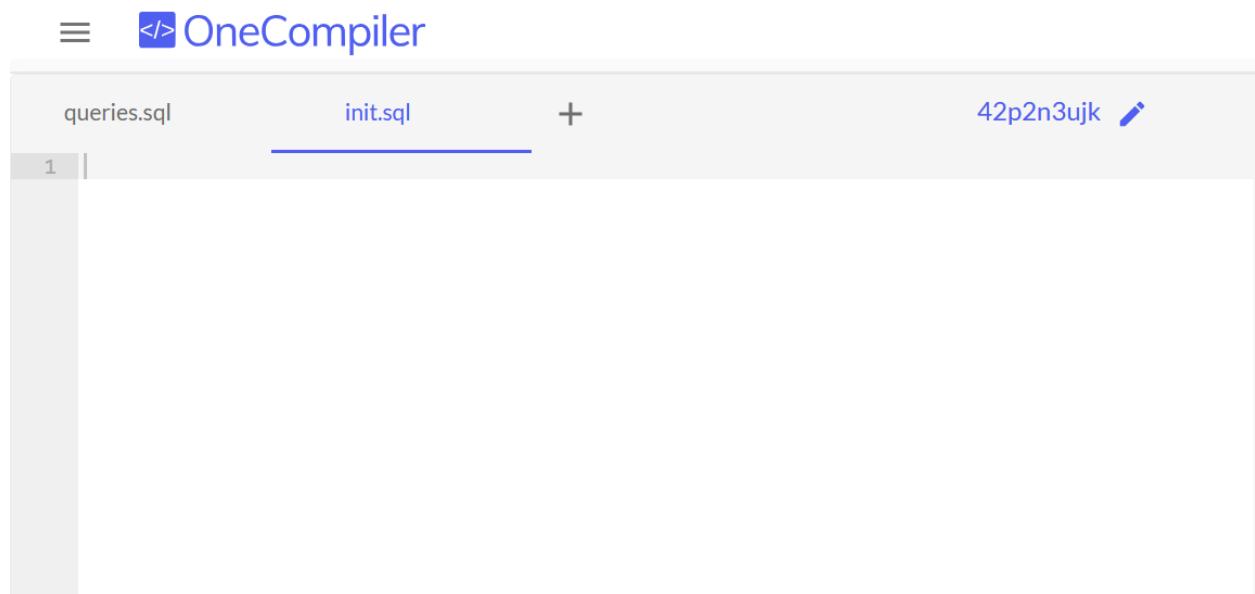 </> OneCompiler
queries.sql init.sql + 42p2n3ujk
1